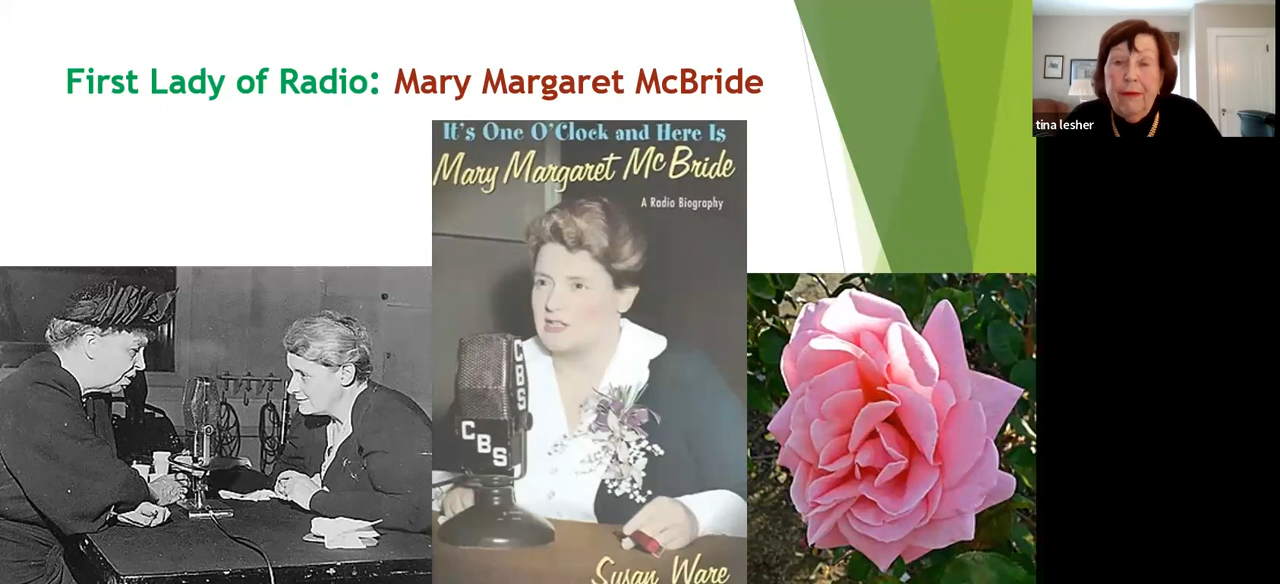 First Lady of Radio: Mary Margaret McBride
tina lesher
It's One O'Clock and Here Is
Mary Margaret McBride
A Radio Biography
CBS
CBS
Susan Ware